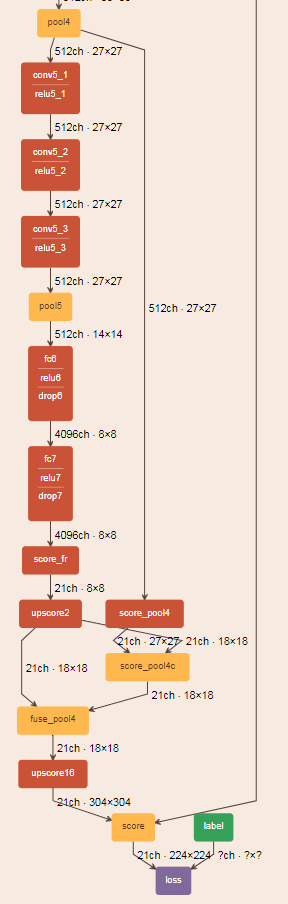 pool4
512ch · 27×27
conv5_1
relu5_1
512ch · 27×27
conv5_2
relu5_2
512ch · 27×27
conv5_3
relu5_3
512ch · 27×27
pool5
512ch · 27×27
512ch · 14×14
fc6
relu6
drop6
4096ch · 8×8
fc7
relu7
drop7
4096ch · 8×8
score_fr
21ch · 8×8
upscore2
score_pool4
21ch · 27×27
21ch · 18×18
21ch · 18×18
score_pool4c
21ch · 18×18
fuse_pool4
21ch · 18×18
upscore16
21ch · 304×304
score
label
21ch · 224×224
?ch · ?×?
loss